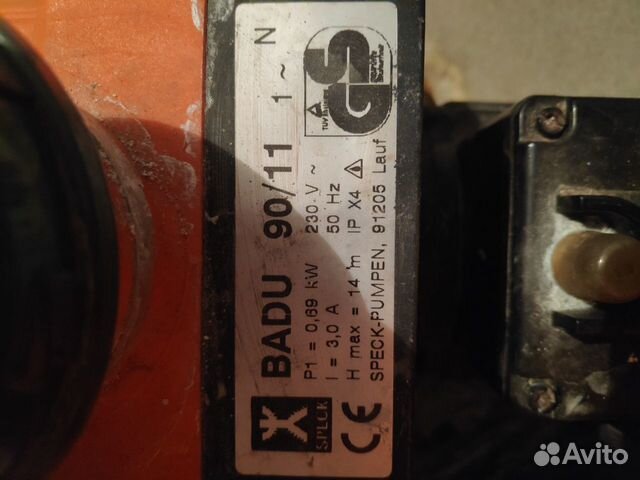 BADU 90/11 1 ~ N
P1 = 0,69 kW 230 V ~
I = 3,0 A 50 Hz
H max = 14 m IP X4
SPECK-PUMPEN, 91205 Lauf
SPECK
CE
GS
Avito